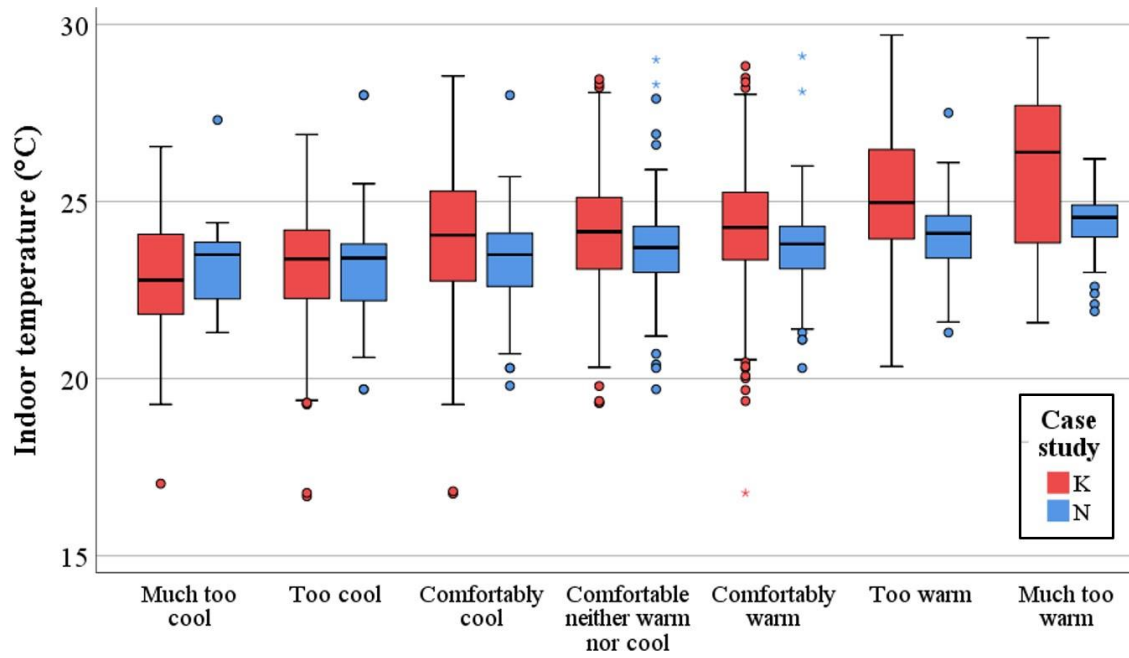 Indoor temperature (°C)
30
25
20
15
Much too
cool
Too cool
Comfortably
cool
Comfortable
neither warm
nor cool
Comfortably
warm
Too warm
Much too
warm
Case
study
K
N